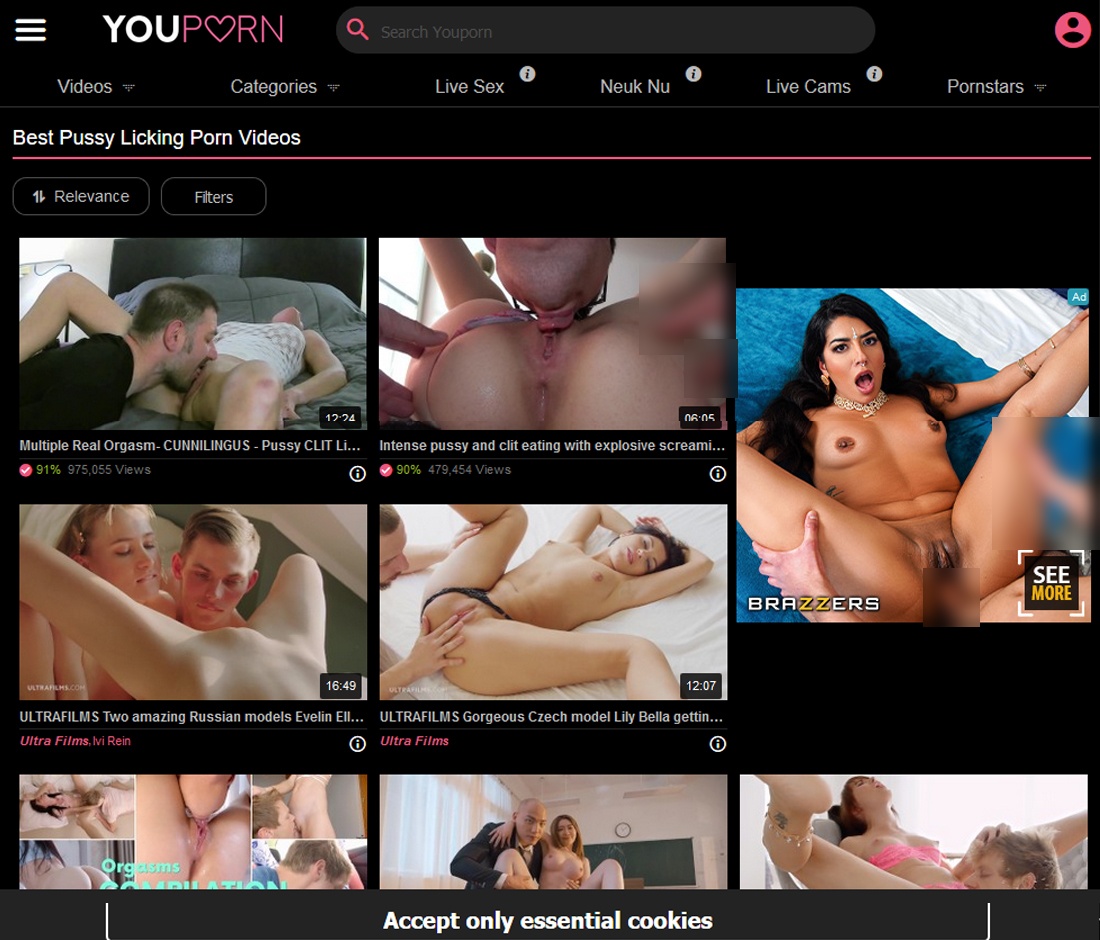 YOUPORN
Search Youporn
Videos
Categories
Live Sex
Neuk Nu
Live Cams
Pornstars
Best Pussy Licking Porn Videos
Relevance
Filters
12:24
06:05
Ad
Multiple Real Orgasm- CUNNILINGUS - Pussy CLIT Li...
Intense pussy and clit eating with explosive screami...
91% 975,055 Views
90% 479,454 Views
BRAZZERS
SEE
MORE
ULTRAFILMS.COM
16:49
12:07
ULTRAFILMS Two amazing Russian models Evelin Ell...
ULTRAFILMS Gorgeous Czech model Lily Bella gettin...
Ultra Films, Ivi Rein
Ultra Films
Orgasms
COMPILATION
Accept only essential cookies